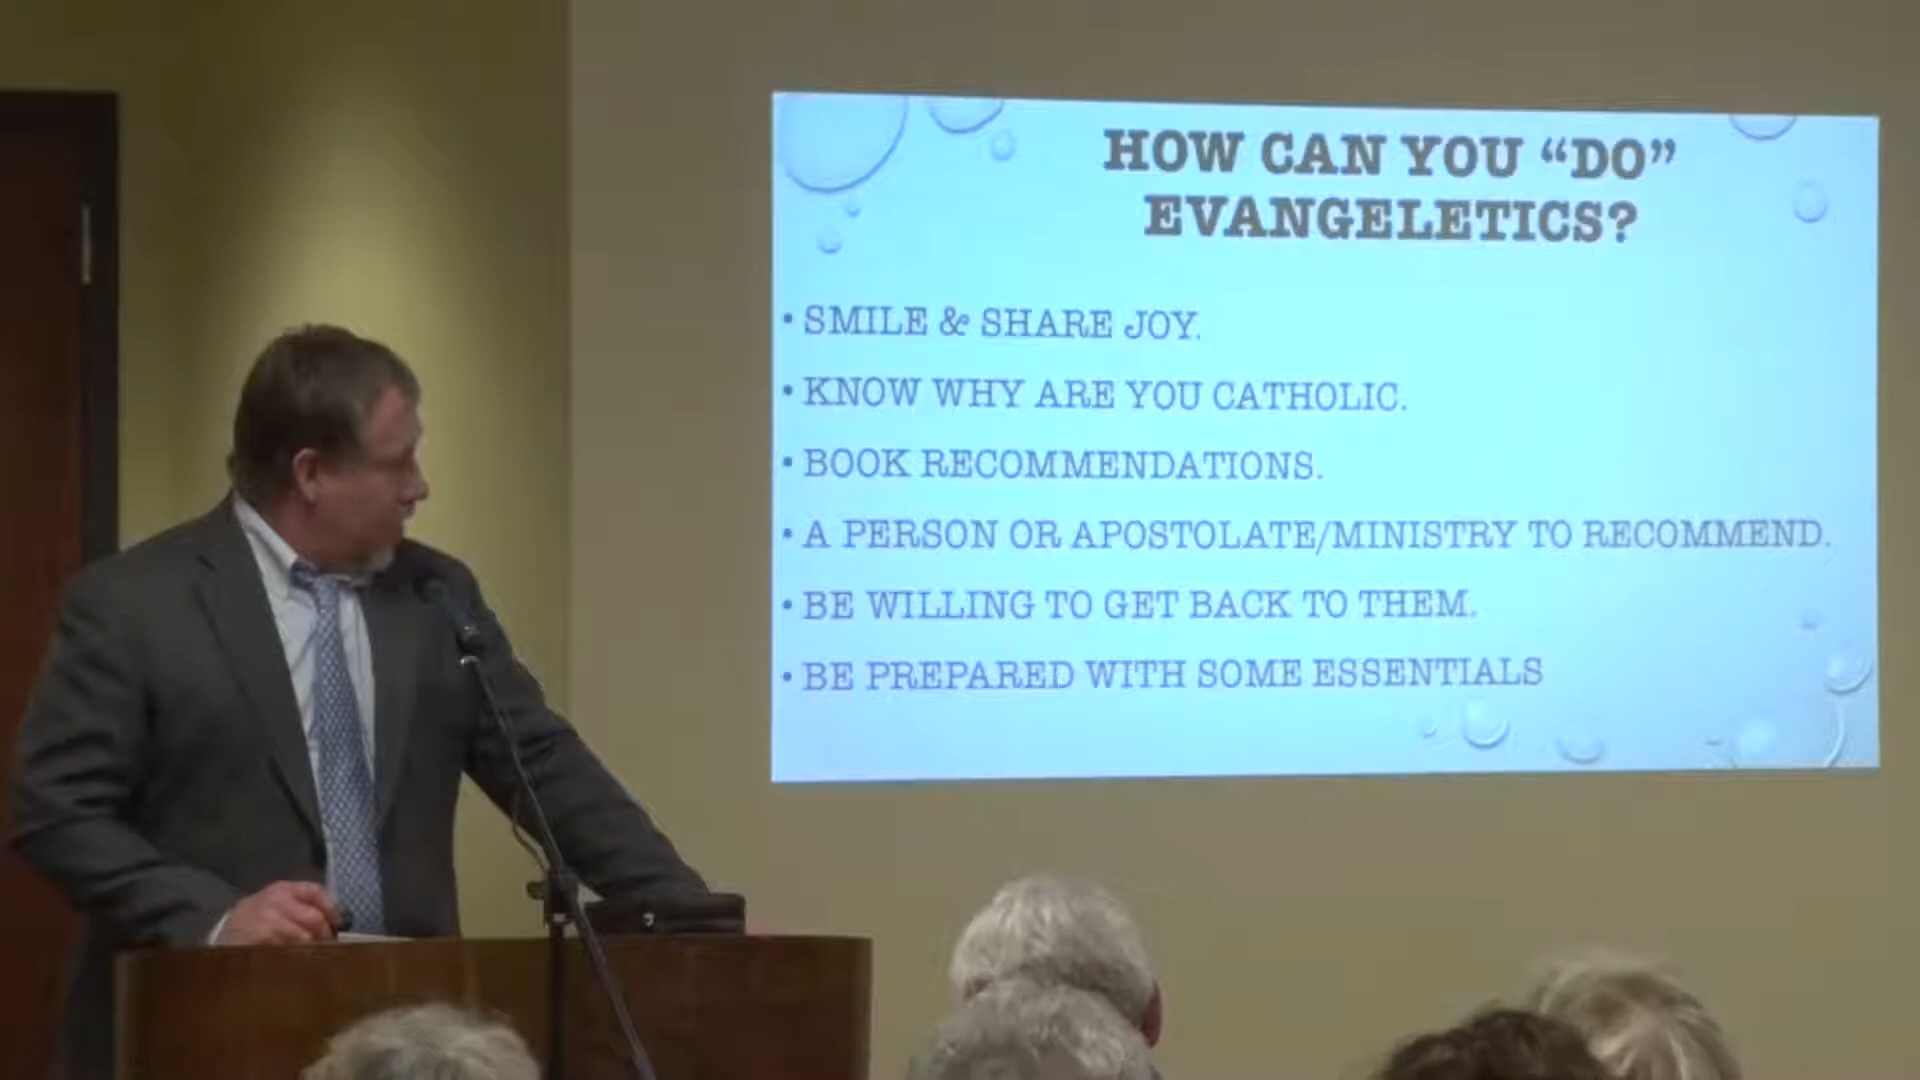 HOW CAN YOU “DO”
EVANGELETICS?
• SMILE & SHARE JOY.
• KNOW WHY ARE YOU CATHOLIC.
• BOOK RECOMMENDATIONS.
• A PERSON OR APOSTOLATE/MINISTRY TO RECOMMEND.
• BE WILLING TO GET BACK TO THEM.
• BE PREPARED WITH SOME ESSENTIALS